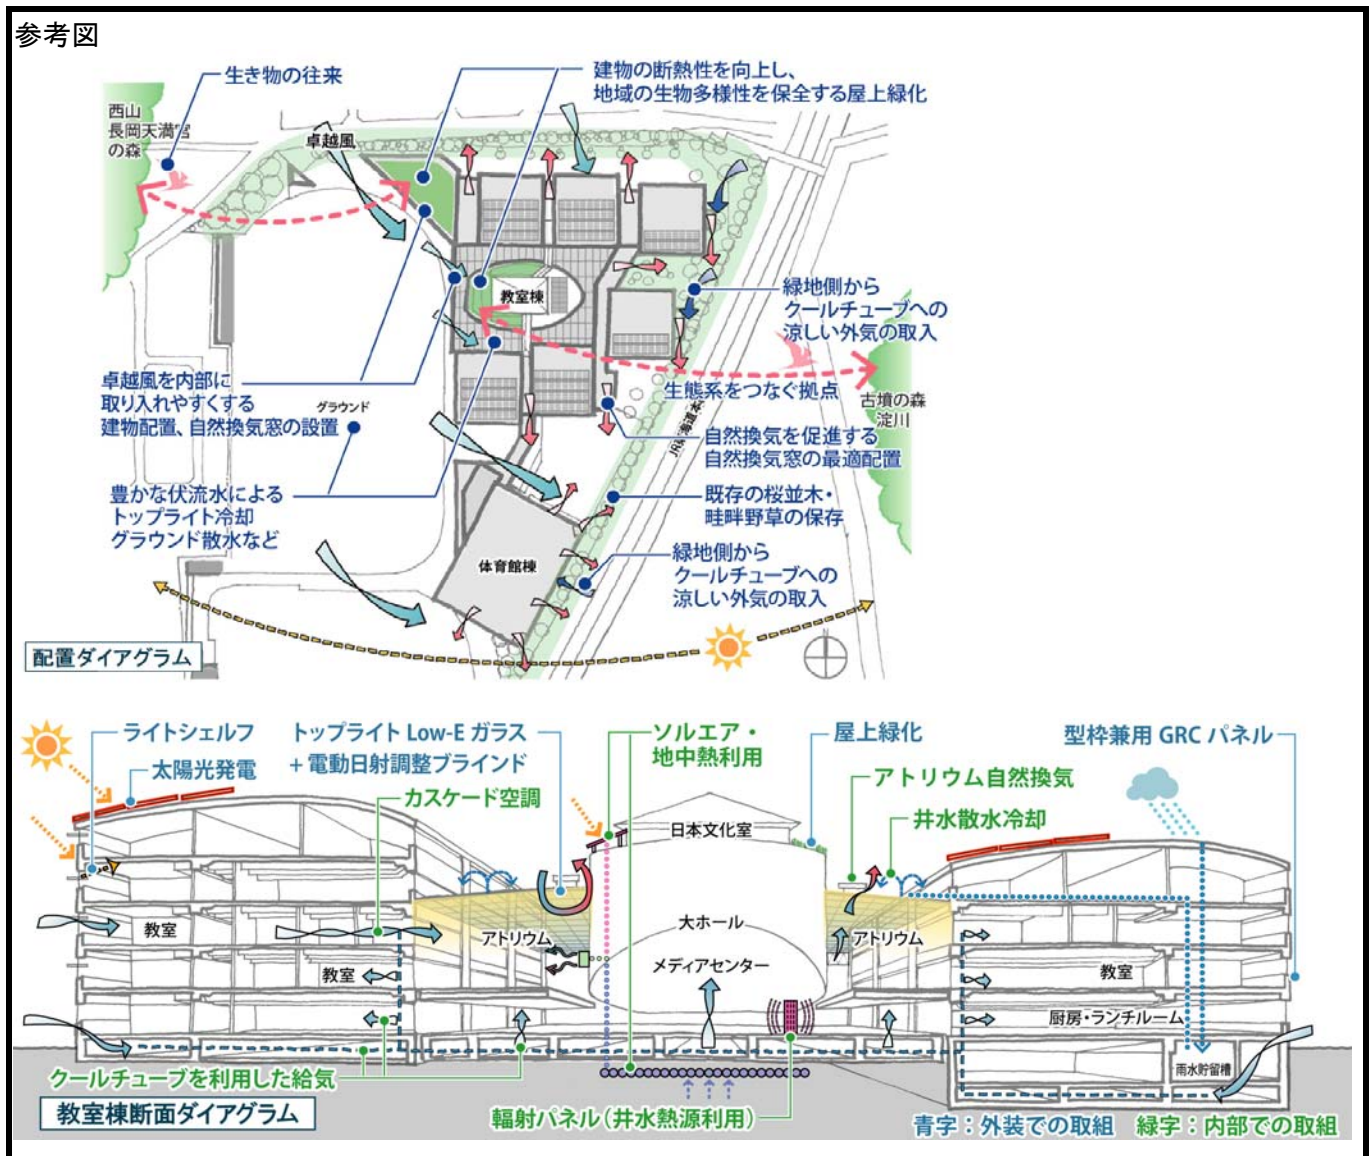 参考図
生き物の往来
建物の断熱性を向上し、
地域の生物多様性を保全する屋上緑化
西山
長岡天満宮
の森
卓越風
教室棟
緑地側から
クールチューブへの
涼しい外気の取入
卓越風を内部に
取り入れやすくする
建物配置、自然換気窓の設置
グラウンド
生態系をつなぐ拠点
古墳の森
淀川
JR東海道本
自然換気を促進する
自然換気窓の最適配置
豊かな伏流水による
トップライト冷却
グラウンド散水など
既存の桜並木・
畦畔野草の保存
体育館棟
緑地側から
クールチューブへの
涼しい外気の取入
配置ダイアグラム
ライトシェルフ
太陽光発電
トップライト Low-E ガラス
+ 電動日射調整ブラインド
カスケード空調
ソルエア・
地中熱利用
屋上緑化
型枠兼用 GRC パネル
アトリウム自然換気
井水散水冷却
日本文化室
教室
アトリウム
大ホール
アトリウム
教室
メディアセンター
教室
厨房・ランチルーム
雨水貯留槽
クールチューブを利用した給気
教室棟断面ダイアグラム
輻射パネル(井水熱源利用)
青字：外装での取組 緑字：内部での取組